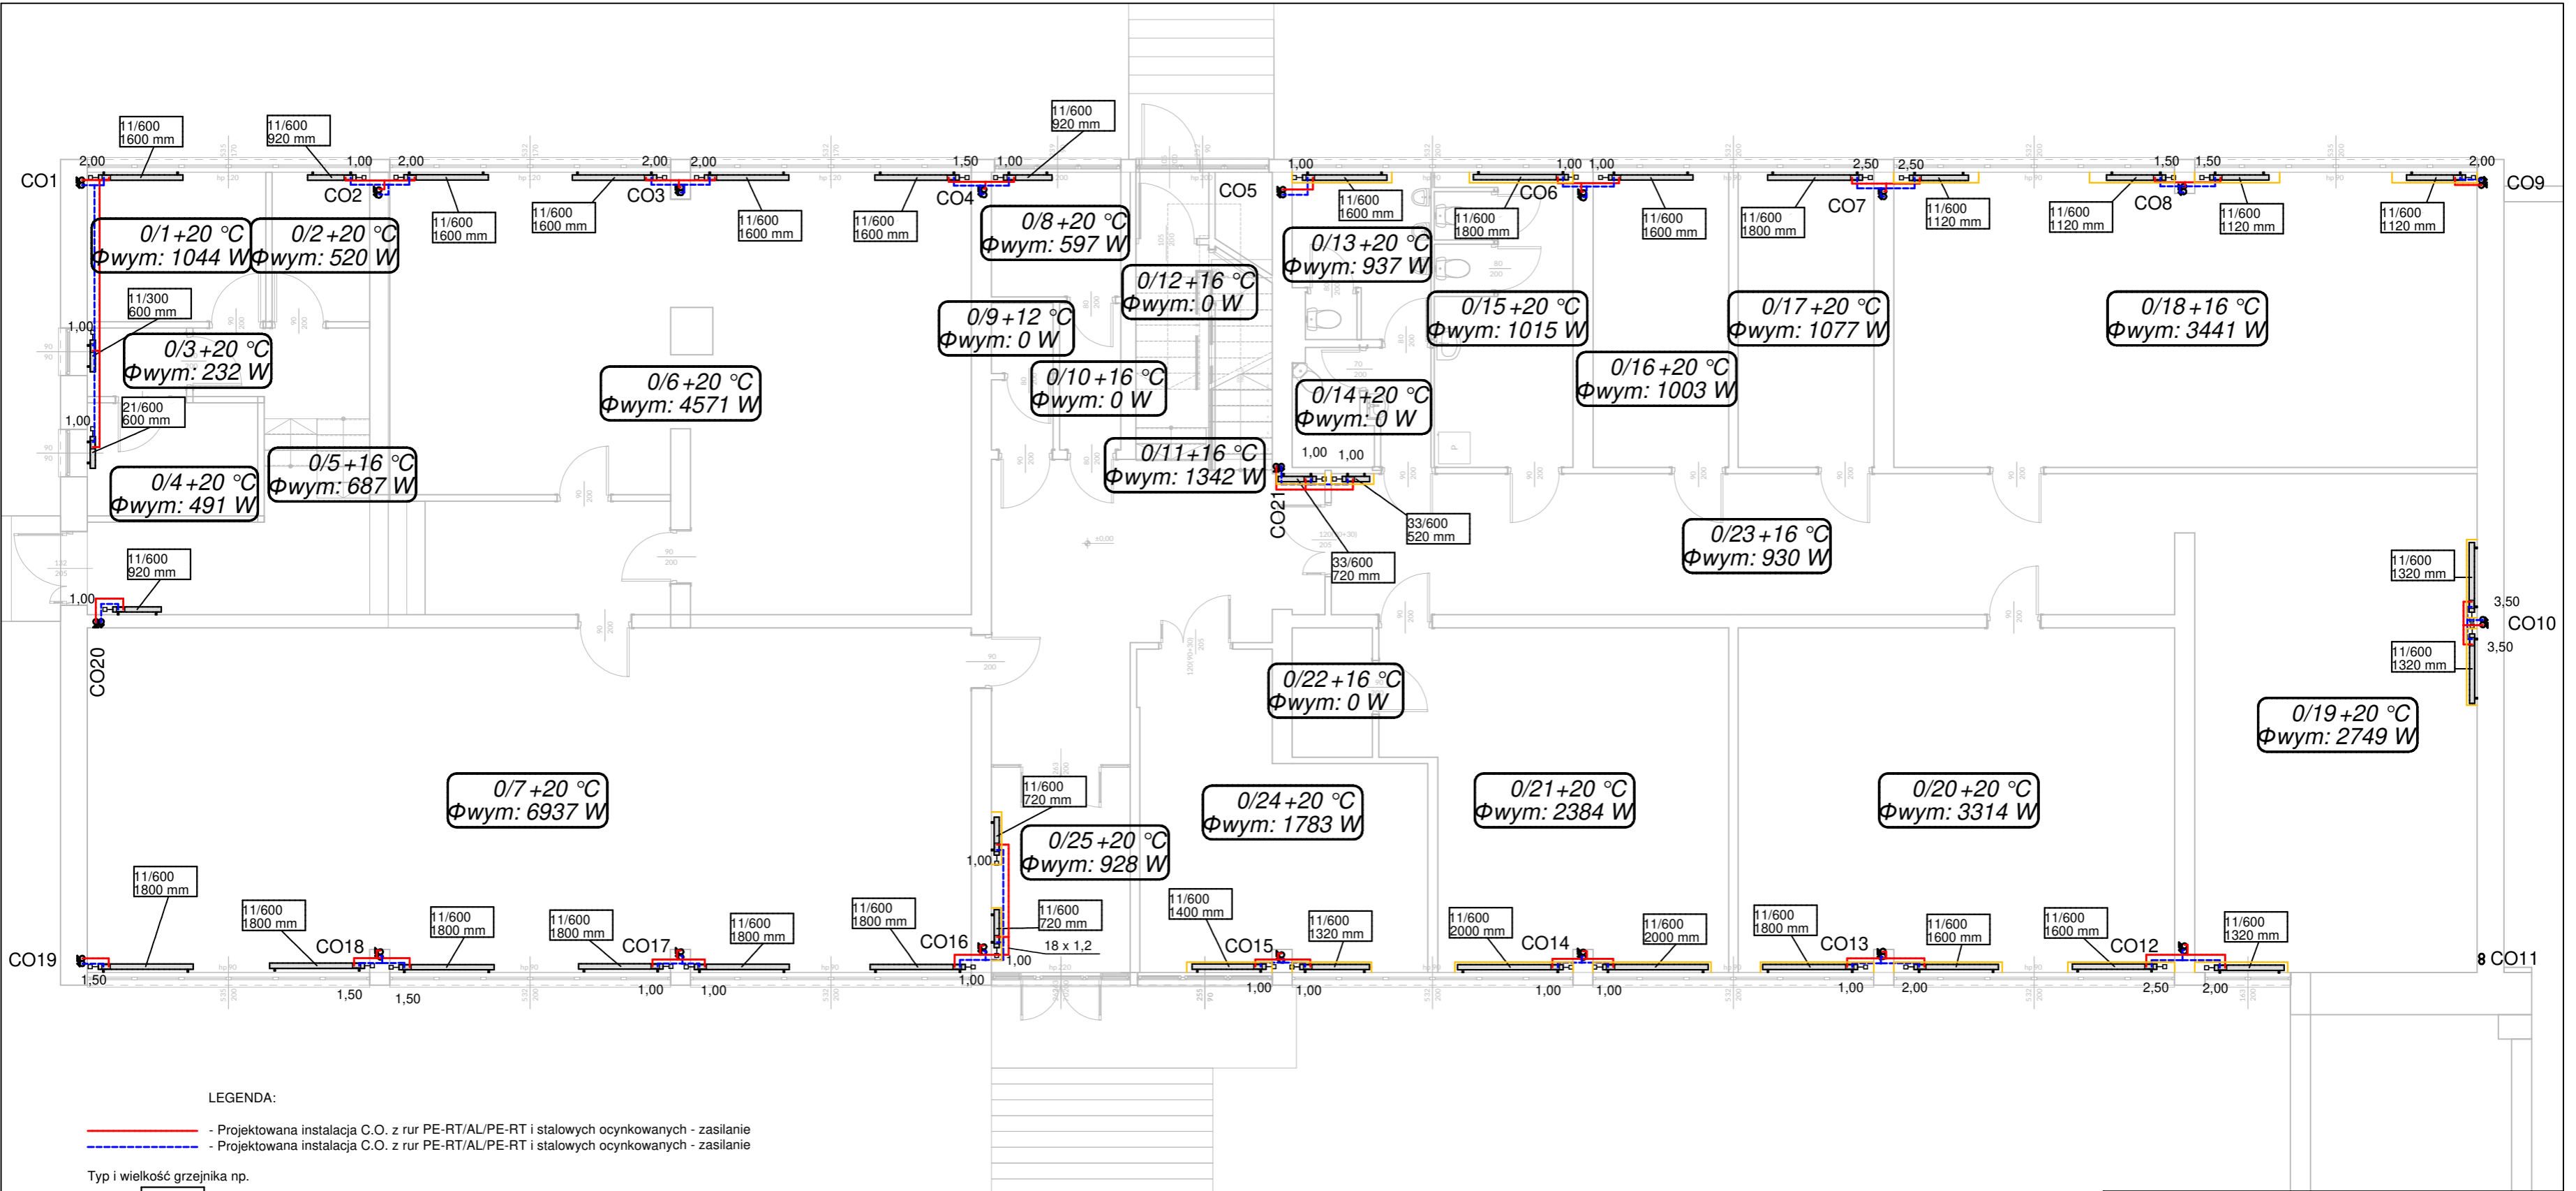 11/600
920 mm
11/600
1600 mm
11/600
920 mm
2,00
1,00
2,00
2,00
2,00
1,50
1,00
1,00
1,00
1,00
2,50
2,50
1,50
1,50
2,00
CO1
CO2
CO3
CO4
CO5
CO6
CO7
CO8
CO9
11/600
1600 mm
11/600
1600 mm
11/600
1600 mm
11/600
1600 mm
11/600
1600 mm
11/600
1800 mm
11/600
1600 mm
11/600
1800 mm
11/600
1120 mm
11/600
1120 mm
11/600
1120 mm
11/600
1120 mm
0/1+20 °C
Φwym: 1044 W
0/2+20 °C
Φwym: 520 W
0/8+20 °C
Φwym: 597 W
0/13+20 °C
Φwym: 937 W
0/12+16 °C
Φwym: 0 W
11/300
600 mm
1,00
0/3+20 °C
Φwym: 232 W
0/9+12 °C
Φwym: 0 W
0/15+20 °C
Φwym: 1015 W
0/17+20 °C
Φwym: 1077 W
0/18+16 °C
Φwym: 3441 W
0/6+20 °C
Φwym: 4571 W
0/10+16 °C
Φwym: 0 W
0/16+20 °C
Φwym: 1003 W
0/14+20 °C
Φwym: 0 W
21/600
600 mm
1,00
0/4+20 °C
Φwym: 491 W
0/5+16 °C
Φwym: 687 W
0/11+16 °C
Φwym: 1342 W
1,00
1,00
CO21
33/600
520 mm
33/600
720 mm
±0,00
0/23+16 °C
Φwym: 930 W
11/600
920 mm
1,00
CO20
11/600
1320 mm
3,50
CO10
3,50
11/600
1320 mm
0/22+16 °C
Φwym: 0 W
0/19+20 °C
Φwym: 2749 W
0/7+20 °C
Φwym: 6937 W
11/600
720 mm
0/25+20 °C
Φwym: 928 W
1,00
0/24+20 °C
Φwym: 1783 W
0/21+20 °C
Φwym: 2384 W
0/20+20 °C
Φwym: 3314 W
11/600
1800 mm
11/600
1800 mm
11/600
1800 mm
11/600
1800 mm
11/600
1800 mm
11/600
1800 mm
11/600
720 mm
18 x 1,2
1,00
11/600
1400 mm
11/600
1320 mm
11/600
2000 mm
11/600
2000 mm
11/600
1800 mm
11/600
1600 mm
11/600
1600 mm
11/600
1320 mm
CO19
CO18
CO17
CO16
CO15
CO14
CO13
CO12
CO11
1,50
1,50
1,50
1,00
1,00
1,00
1,00
1,00
1,00
1,00
1,00
2,00
2,50
2,00
LEGENDA:
- Projektowana instalacja C.O. z rur PE-RT/AL/PE-RT i stalowych ocynkowanych - zasilanie
- Projektowana instalacja C.O. z rur PE-RT/AL/PE-RT i stalowych ocynkowanych - zasilanie
Typ i wielkość grzejnika np.